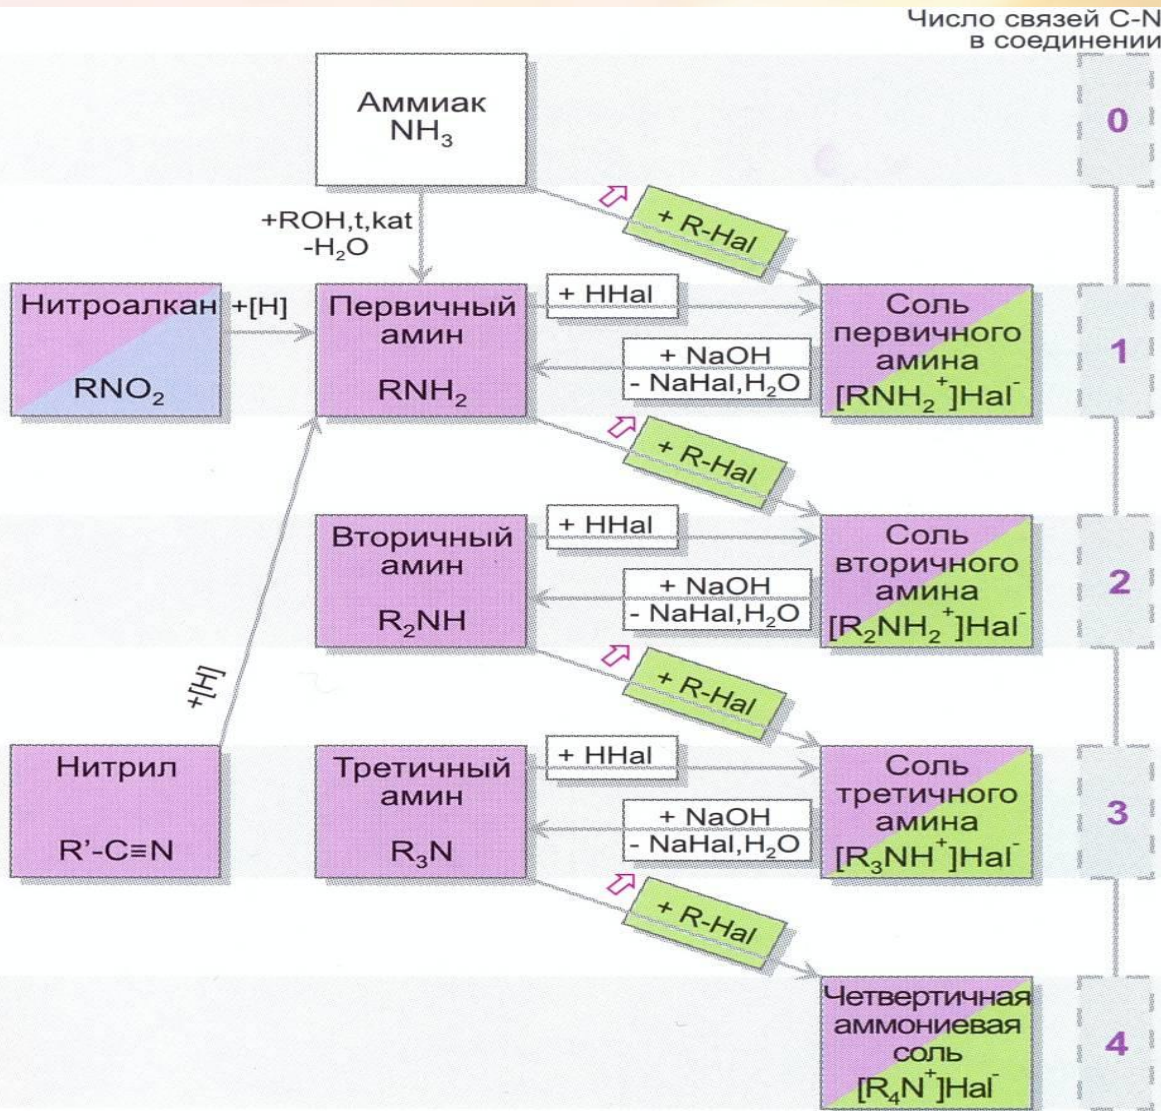 Число связей C-N
в соединении
Аммиак
NH₃
0
+ R-Hal
+ROH,t,kat
-H₂O
Нитроалкан
RNO₂
+[H]
Первичный
амин
RNH₂
+ HHal
+ NaOH
- NaHal,H₂O
Соль
первичного
амина
[RNH₂⁺]Hal⁻
1
+ R-Hal
Вторичный
амин
R₂NH
+ HHal
+ NaOH
- NaHal,H₂O
Соль
вторичного
амина
[R₂NH₂⁺]Hal⁻
2
+[H]
+ R-Hal
Нитрил
R'-C≡N
Третичный
амин
R₃N
+ HHal
+ NaOH
- NaHal,H₂O
Соль
третичного
амина
[R₃NH⁺]Hal⁻
3
+ R-Hal
Четвертичная
аммониевая
соль
[R₄N⁺]Hal⁻
4